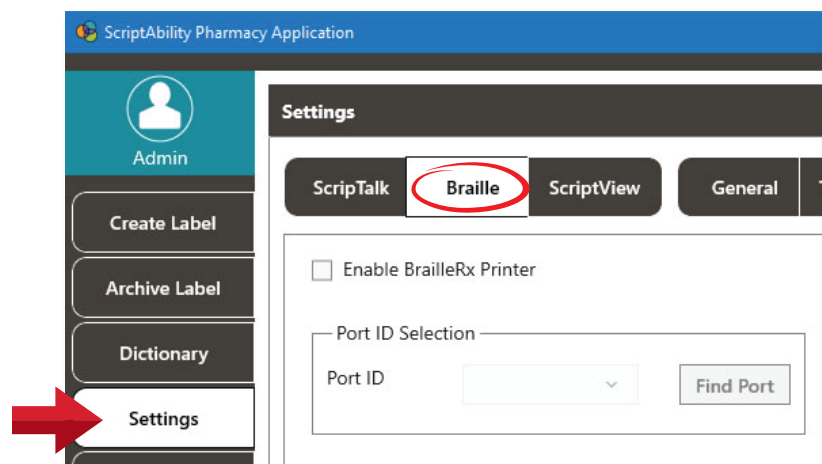 ScriptAbility Pharmacy Application
Admin
Create Label
Archive Label
Dictionary
Settings
Settings
ScripTalk
Braille
ScriptView
General
Enable BrailleRx Printer
Port ID Selection
Port ID
Find Port